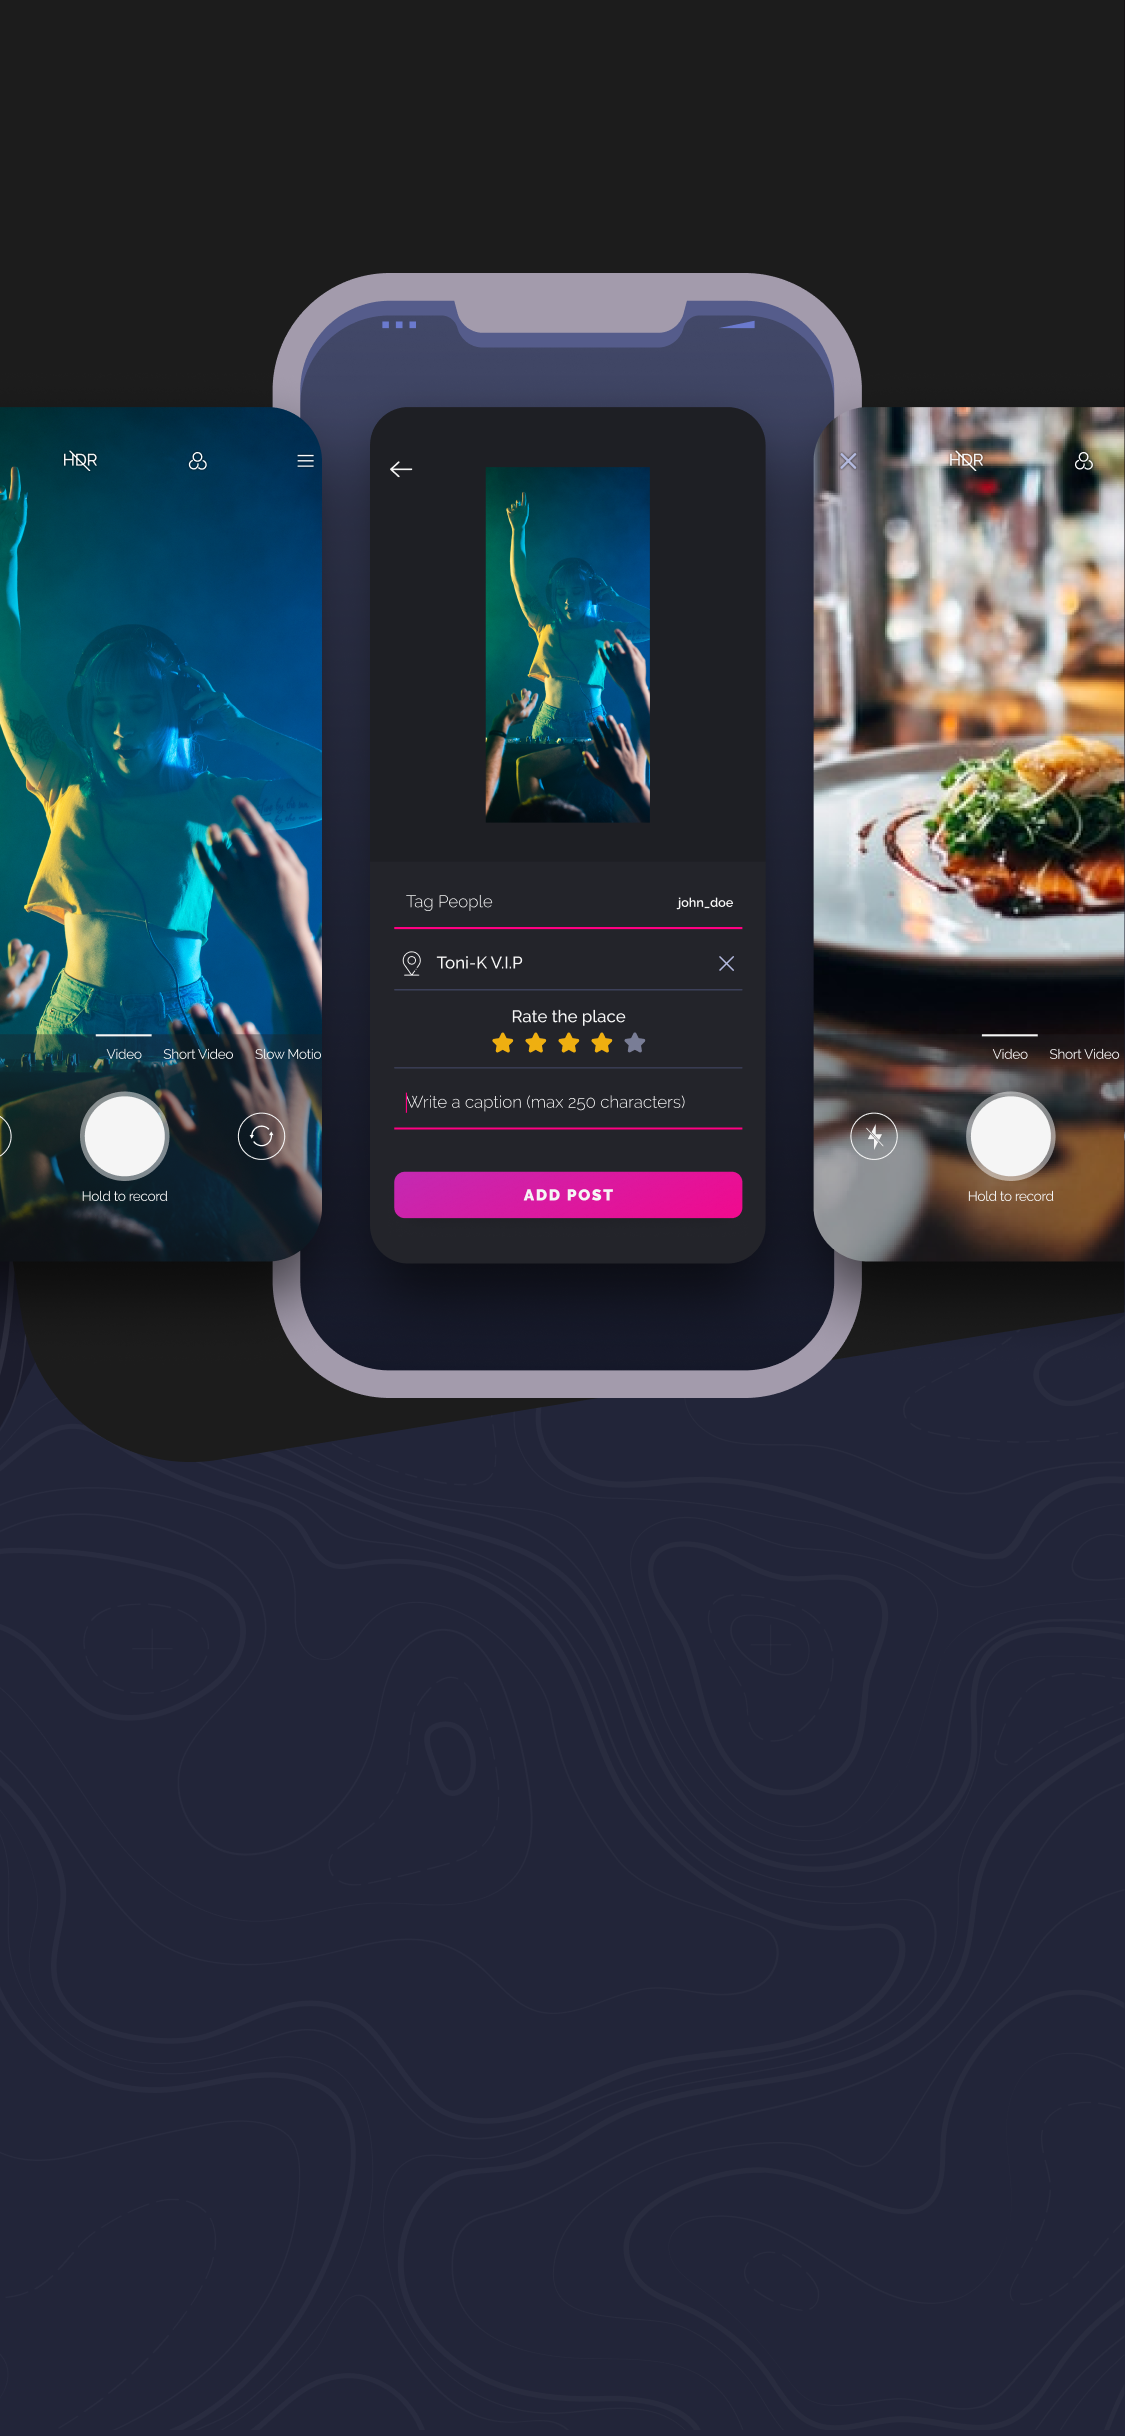 HDR
Video Short Video Slow Motio
Hold to record
Tag People john_doe
Toni-K V.I.P
Rate the place
Write a caption (max 250 characters)
ADD POST
HDR
Video Short Video
Hold to record